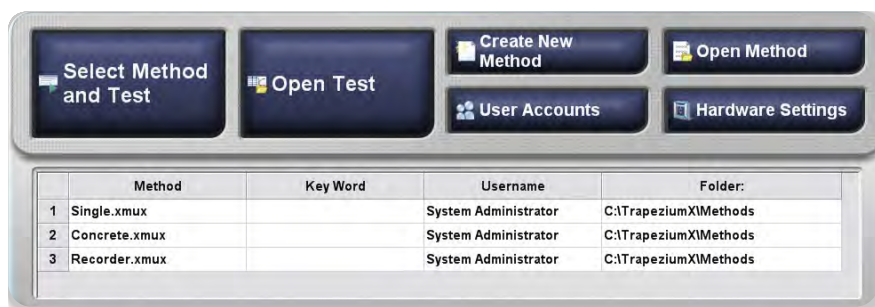 Select Method
and Test
Open Test
Create New
Method
Open Method
User Accounts
Hardware Settings
Method Key Word Username Folder:
1 Single.xmux System Administrator C:\TrapeziumX\Methods
2 Concrete.xmux System Administrator C:\TrapeziumX\Methods
3 Recorder.xmux System Administrator C:\TrapeziumX\Methods